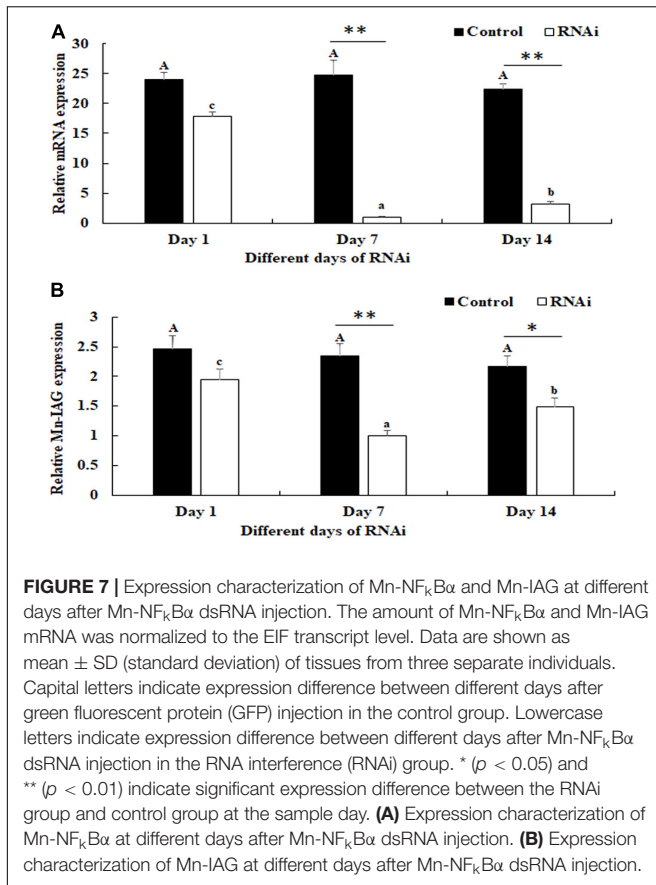 A
Control RNAi
Relative mRNA expression
30
25
20
15
10
5
0
A
c
**
A
a
**
A
b
Day 1 Day 7 Day 14
Different days of RNAi
B
Control RNAi
Relative Mn-IAG expression
3
2.5
2
1.5
1
0.5
0
A
c
**
A
a
*
A
b
Day 1 Day 7 Day 14
Different days of RNAi
FIGURE 7 | Expression characterization of Mn-NFkBα and Mn-IAG at different
days after Mn-NFkBα dsRNA injection. The amount of Mn-NFkBα and Mn-IAG
mRNA was normalized to the EIF transcript level. Data are shown as
mean ± SD (standard deviation) of tissues from three separate individuals.
Capital letters indicate expression difference between different days after
green fluorescent protein (GFP) injection in the control group. Lowercase
letters indicate expression difference between different days after Mn-NFkBα
dsRNA injection in the RNA interference (RNAi) group. * (p < 0.05) and
** (p < 0.01) indicate significant expression difference between the RNAi
group and control group at the sample day. (A) Expression characterization of
Mn-NFkBα at different days after Mn-NFkBα dsRNA injection. (B) Expression
characterization of Mn-IAG at different days after Mn-NFkBα dsRNA injection.